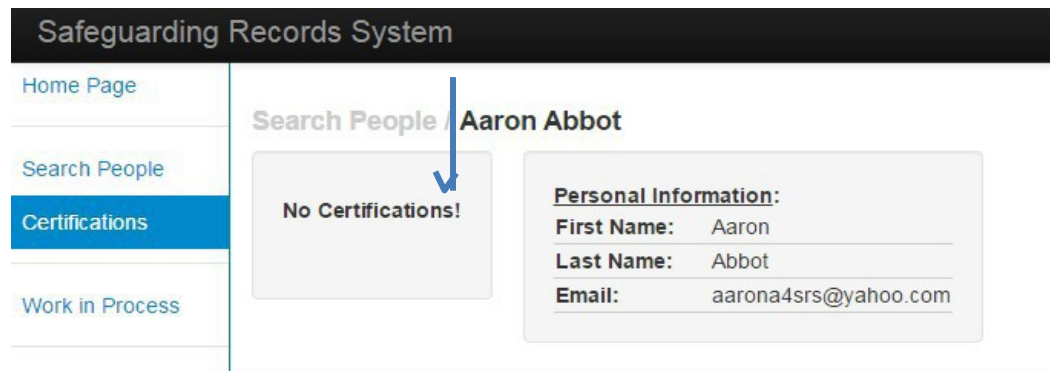 Safeguarding Records System
Home Page
Search People
Certifications
Work in Process
Search People / Aaron Abbot
No Certifications!
Personal Information:
First Name: Aaron
Last Name: Abbot
Email: aarona4srs@yahoo.com